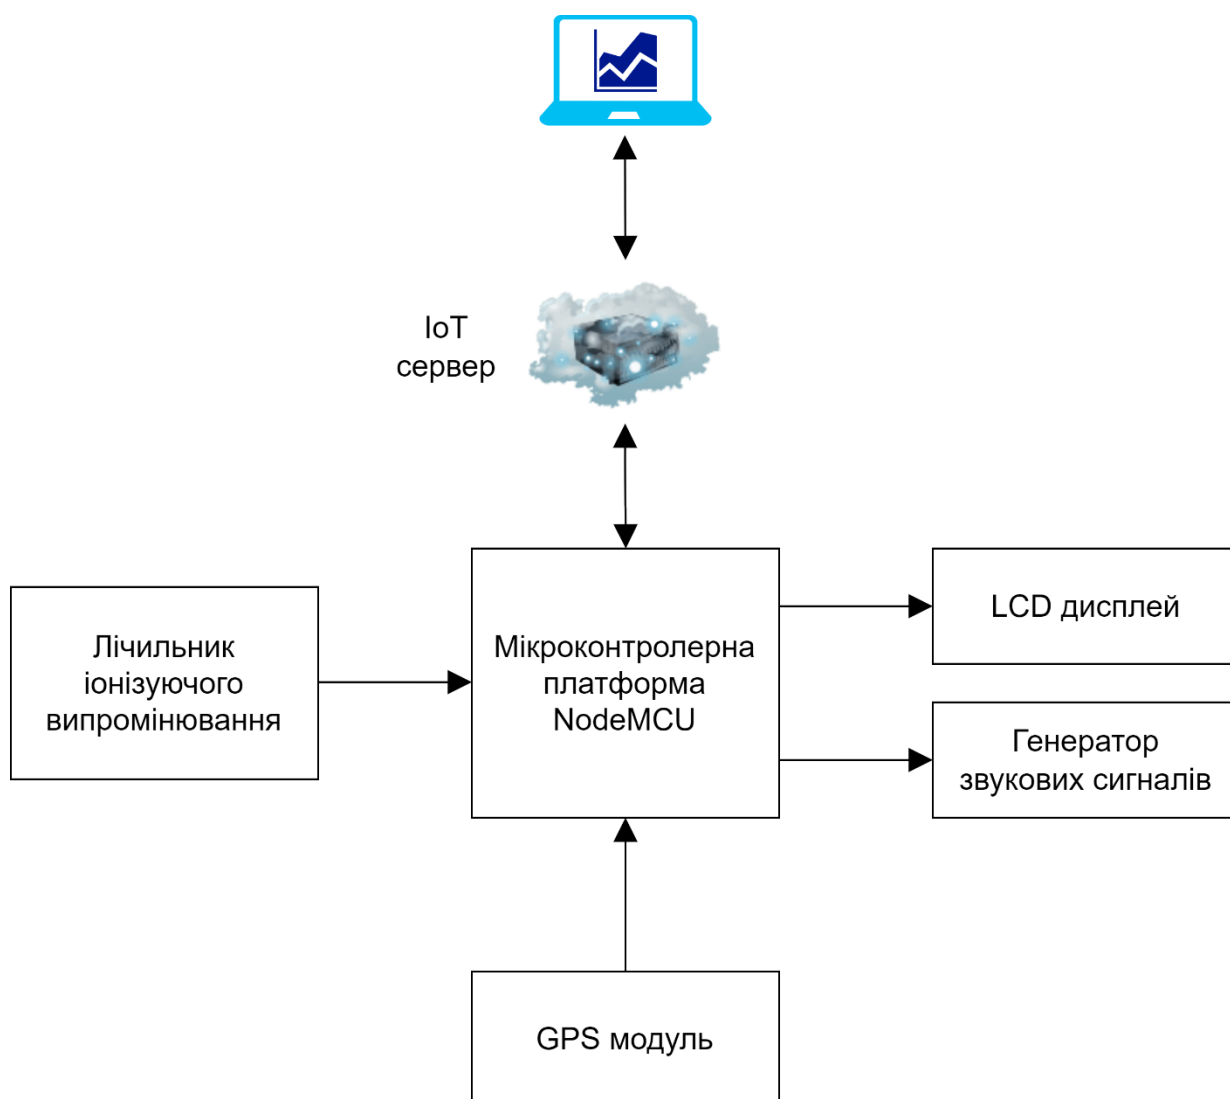 IoT
сервер
Лічильник
іонізуючого
випромінювання
Мікроконтролерна
платформа
NodeMCU
LCD дисплей
Генератор
звукових сигналів
GPS модуль